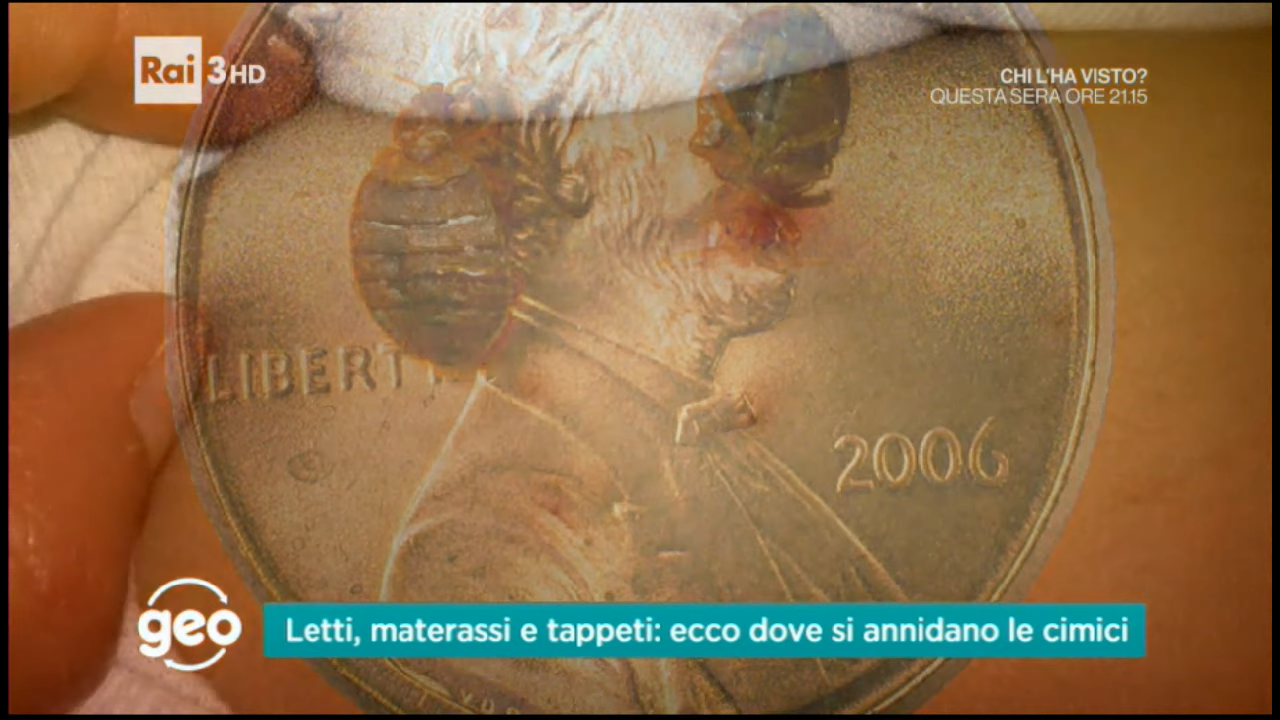 Rai 3HD
CHI L'HA VISTO?
QUESTA SERA ORE 21.15
LIBERT
2006
geo
Letti, materassi e tappeti: ecco dove si annidano le cimici